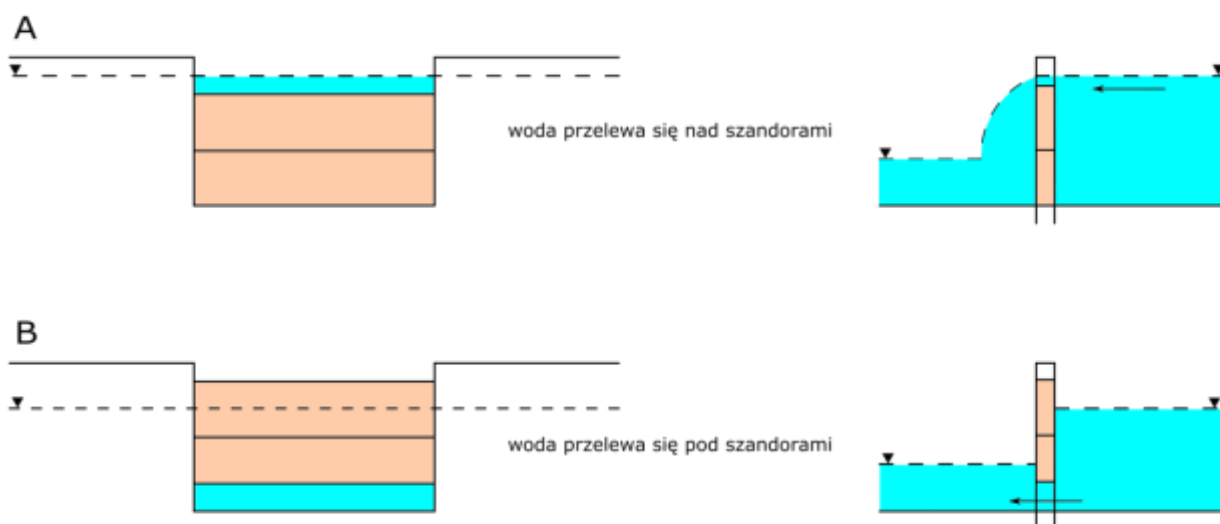 A
woda przelewa się nad szandorami
B
woda przelewa się pod szandorami